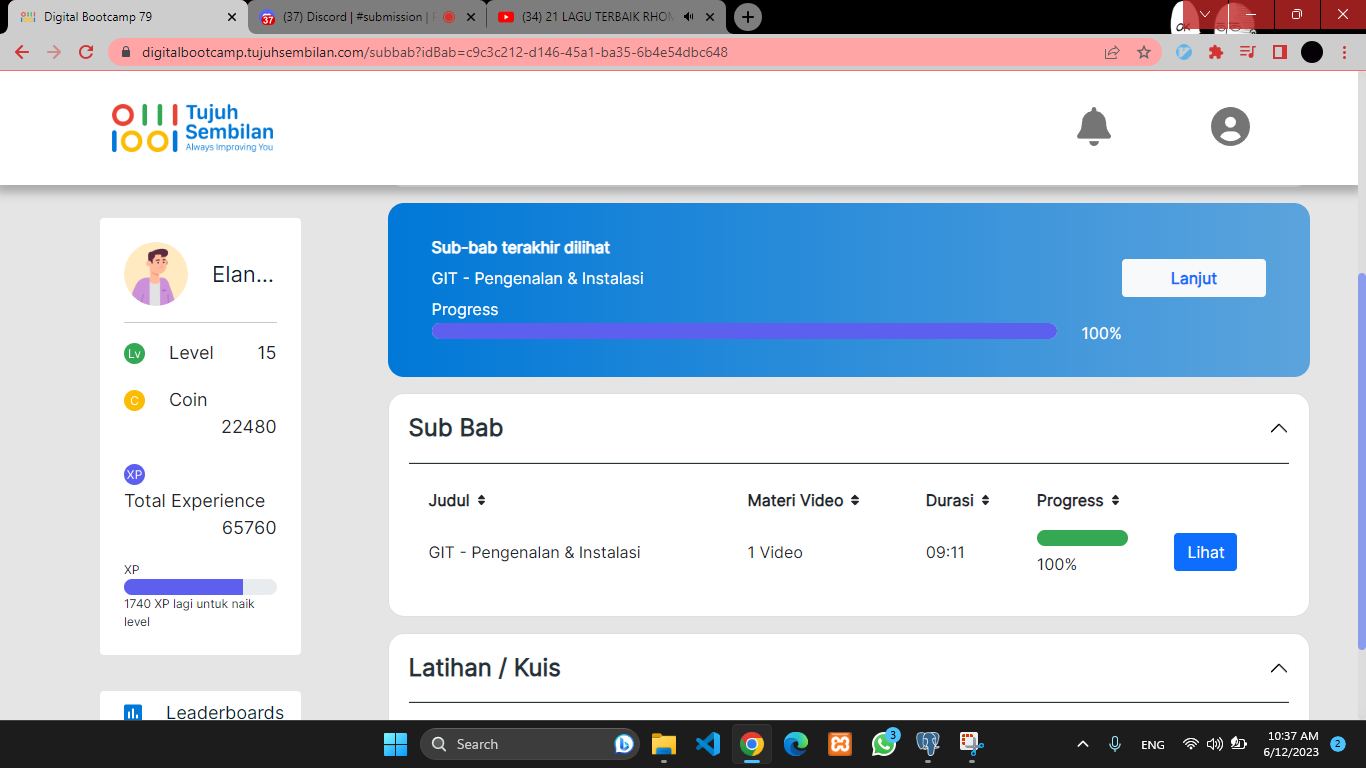 Digital Bootcamp 79
(37) Discord | #submission |
(34) 21 LAGU TERBAIK RHOM
digitalbootcamp.tujuhsembilan.com/subbab?idBab=c9c3c212-d146-45a1-ba35-6b4e54dbc648
Tujuh
Sembilan
Always Improving You
Sub-bab terakhir dilihat
GIT - Pengenalan & Instalasi
Lanjut
Progress
100%
Elan...
Lv Level 15
C Coin
22480
XP
Total Experience
65760
XP
1740 XP lagi untuk naik
level
Leaderboards
Sub Bab
Judul Materi Video Durasi Progress
GIT - Pengenalan & Instalasi 1 Video 09:11 100% Lihat
Latihan / Kuis
Search
3
ENG
10:37 AM
6/12/2023
2